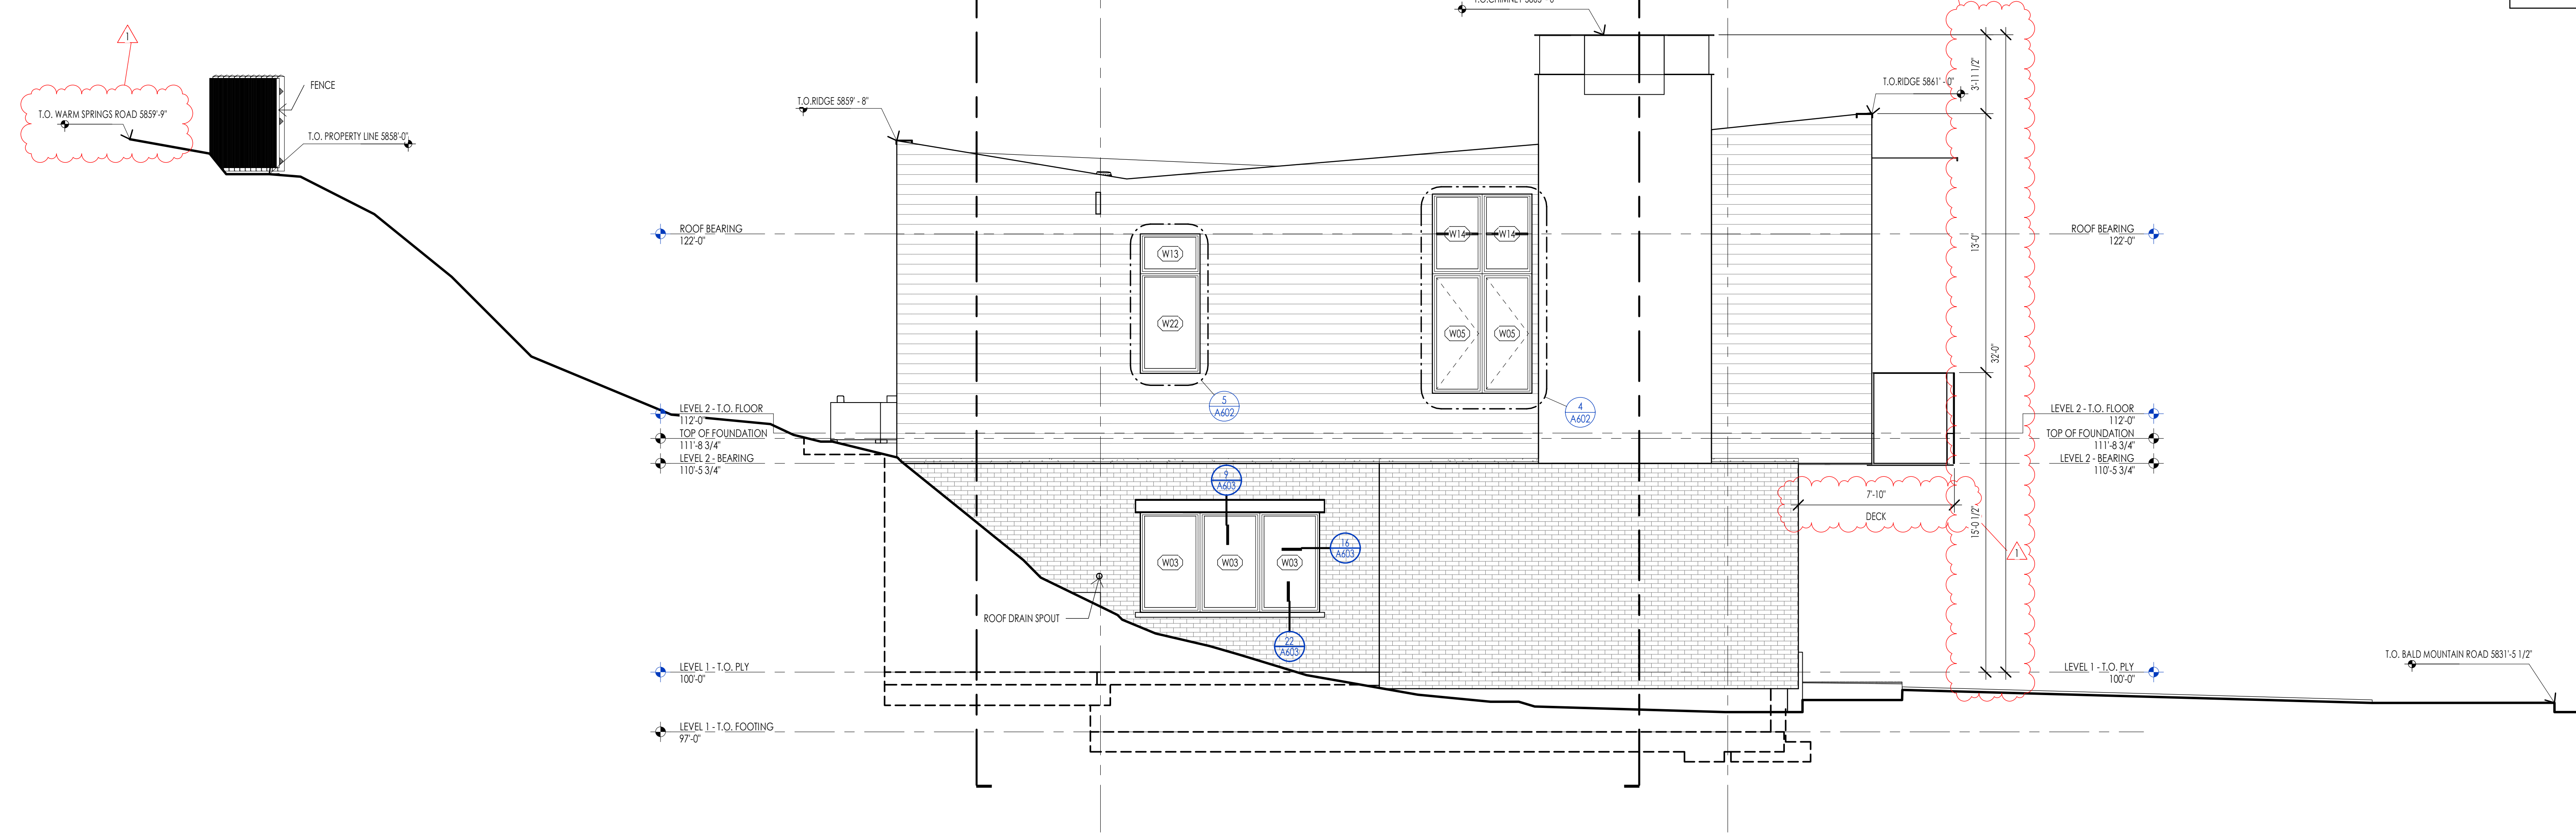 T.O.CHIMNEY
1
FENCE
T.O. WARM SPRINGS ROAD 5859'-9"
T.O. PROPERTY LINE 5858'-0"
T.O.RIDGE 5859' - 8"
T.O.RIDGE 5861' - 0"
3'-11 1/2"
ROOF BEARING
122'-0"
W13
W22
W14
W14
W05
W05
ROOF BEARING
122'-0"
13'-0"
32'-0"
5
A602
4
A602
LEVEL 2 - T.O. FLOOR
112'-0"
TOP OF FOUNDATION
111'-8 3/4"
LEVEL 2 - BEARING
110'-5 3/4"
LEVEL 2 - T.O. FLOOR
112'-0"
TOP OF FOUNDATION
111'-8 3/4"
LEVEL 2 - BEARING
110'-5 3/4"
9
A603
7'-10"
DECK
15'-0 1/2"
1
16
A603
W03
W03
W03
ROOF DRAIN SPOUT
22
A603
LEVEL 1 - T.O. PLY
100'-0"
LEVEL 1 - T.O. PLY
100'-0"
T.O. BALD MOUNTAIN ROAD 5831'-5 1/2"
LEVEL 1 - T.O. FOOTING
97'-0"